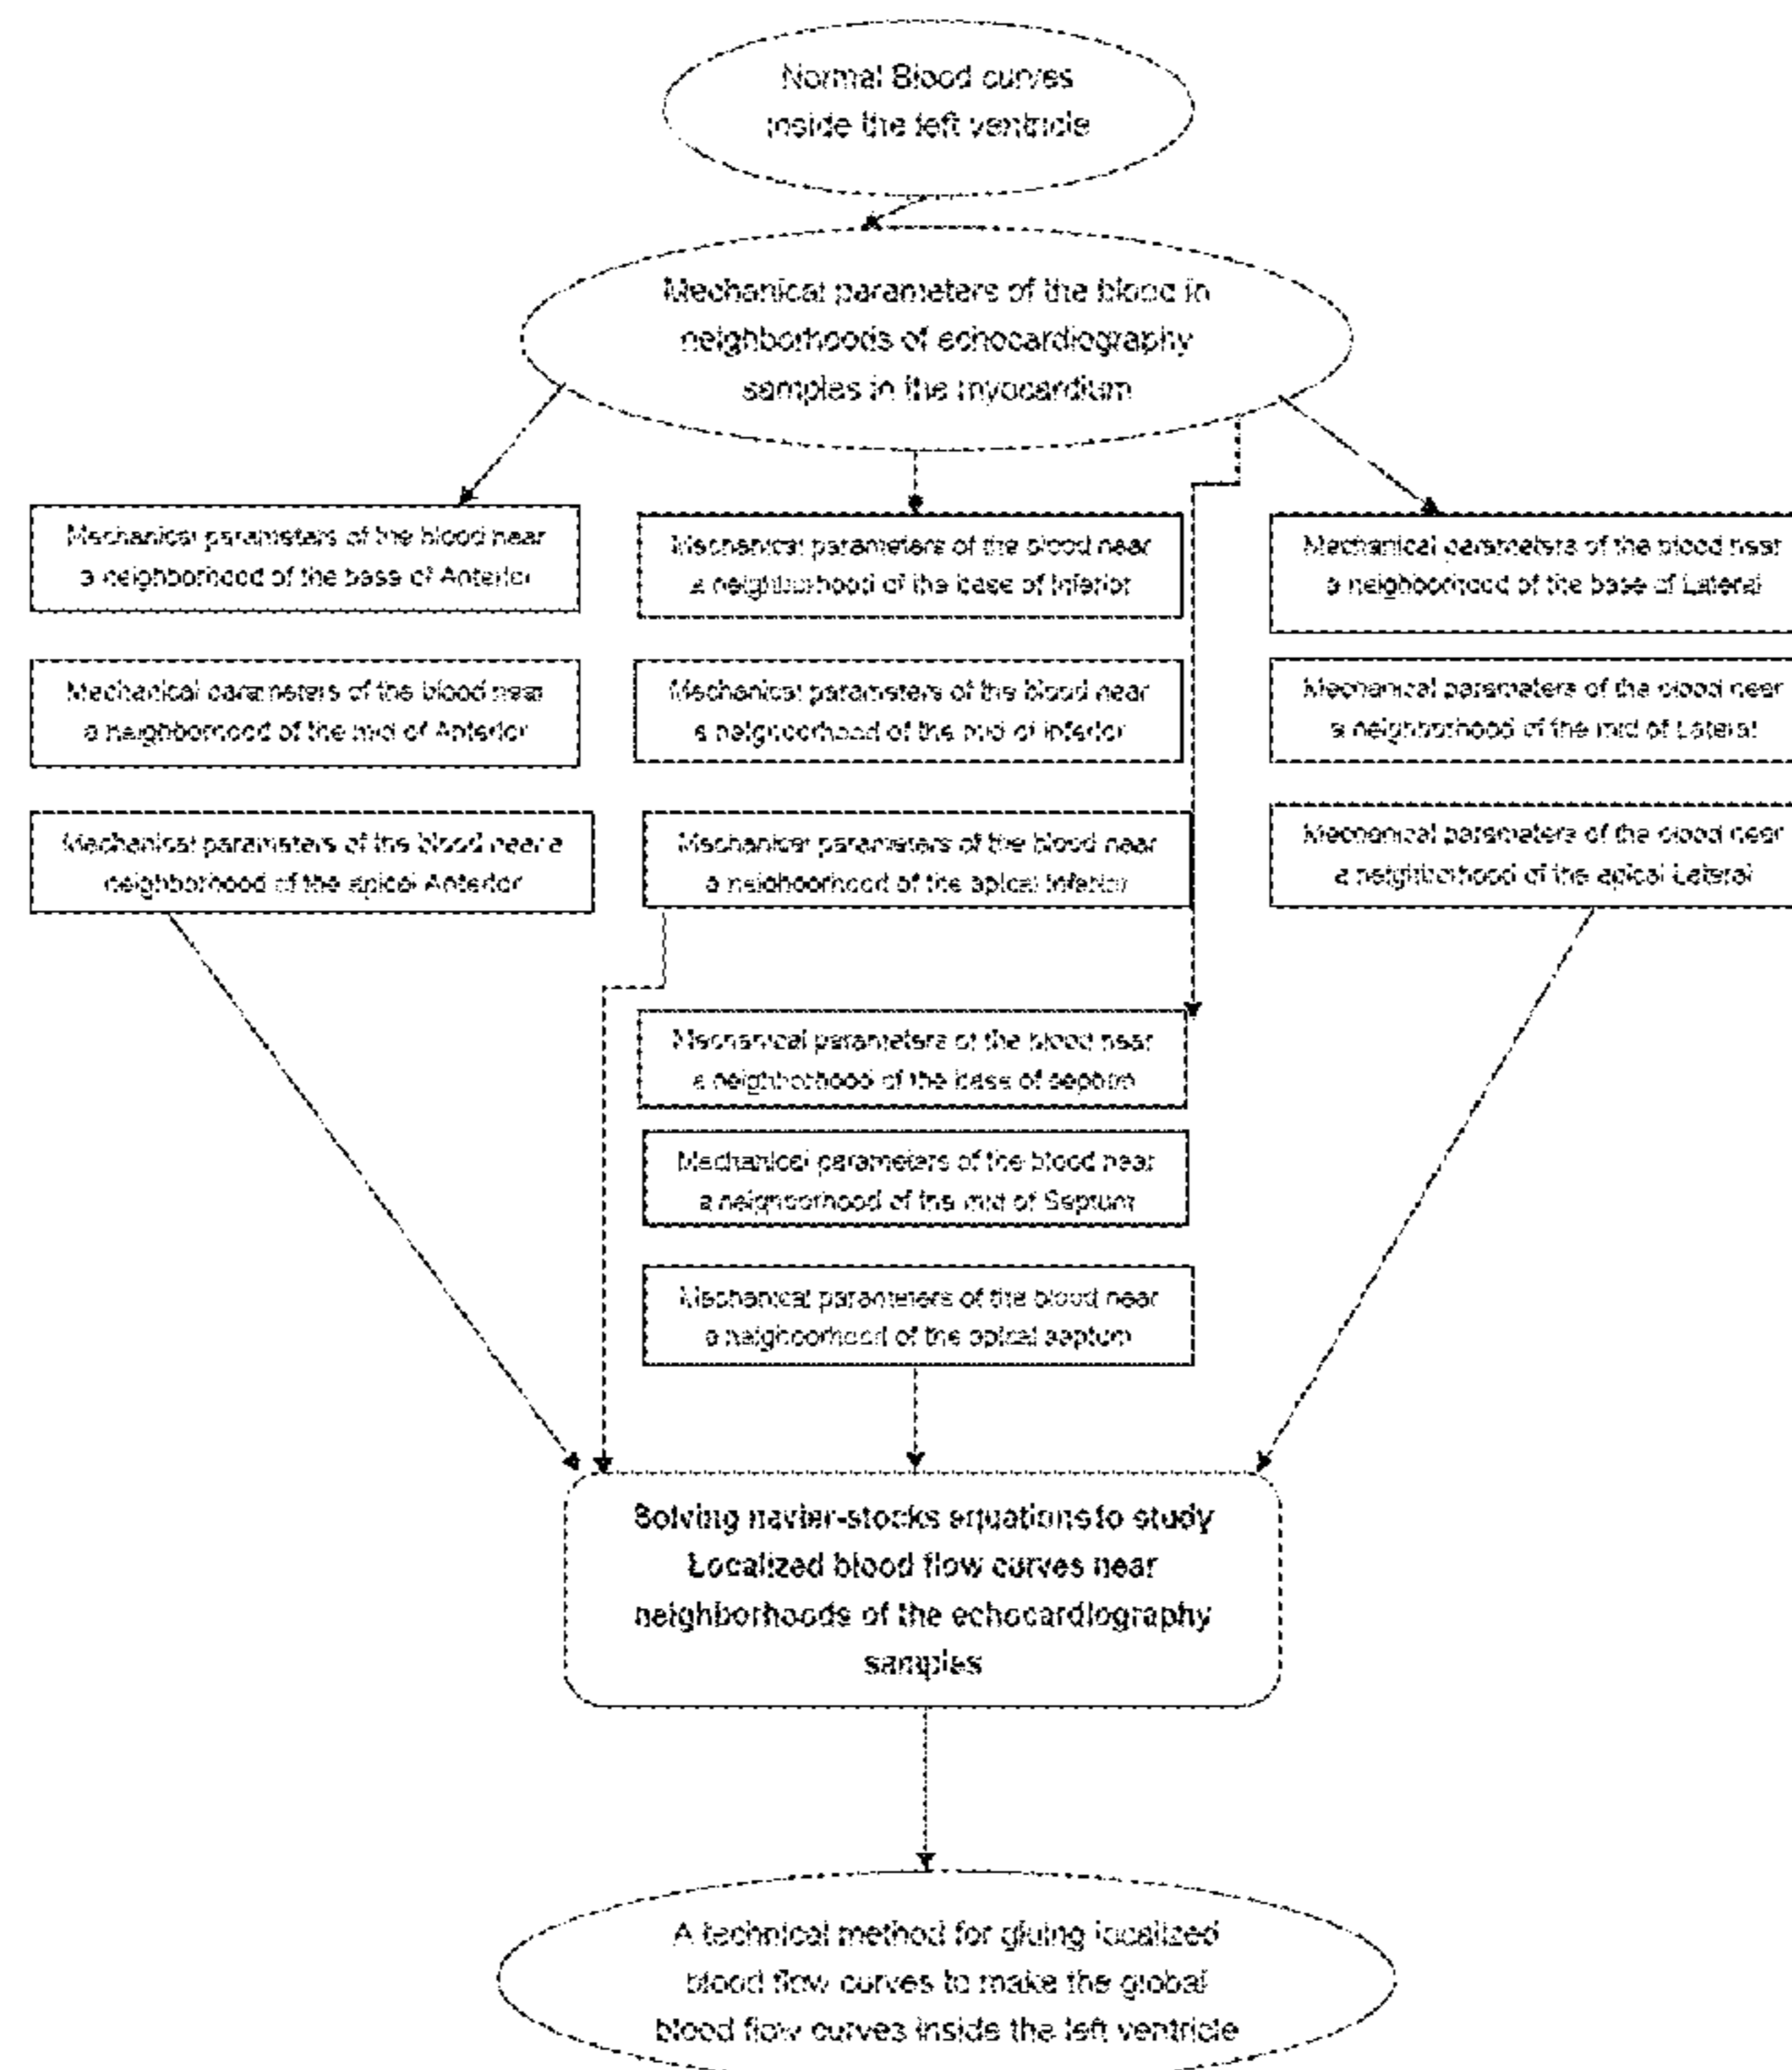 Normal Blood curves
inside the left ventricle
Mechanical parameters of the blood in
neighborhoods of echocardiography
samples in the myocardium
Mechanical parameters of the blood near
a neighborhood of the base of Anterior
Mechanical parameters of the blood near
a neighborhood of the base of Inferior
Mechanical parameters of the blood near
a neighborhood of the base of Lateral
Mechanical parameters of the blood near
a neighborhood of the mid of Anterior
Mechanical parameters of the blood near
a neighborhood of the mid of Inferior
Mechanical parameters of the blood near
a neighborhood of the mid of Lateral
Mechanical parameters of the blood near a
neighborhood of the apical Anterior
Mechanical parameters of the blood near
a neighborhood of the apical Inferior
Mechanical parameters of the blood near
a neighborhood of the apical Lateral
Mechanical parameters of the blood near
a neighborhood of the base of
Mechanical parameters of the blood near
a neighborhood of the mid of Septum
Mechanical parameters of the blood near
a neighborhood of the apical septum
Solving navier-stocks equations to study
Localized blood flow curves near
neighborhoods of the echocardiography
samples
A technical method for gluing localized
blood flow curves to make the global
blood flow curves inside the left ventricle